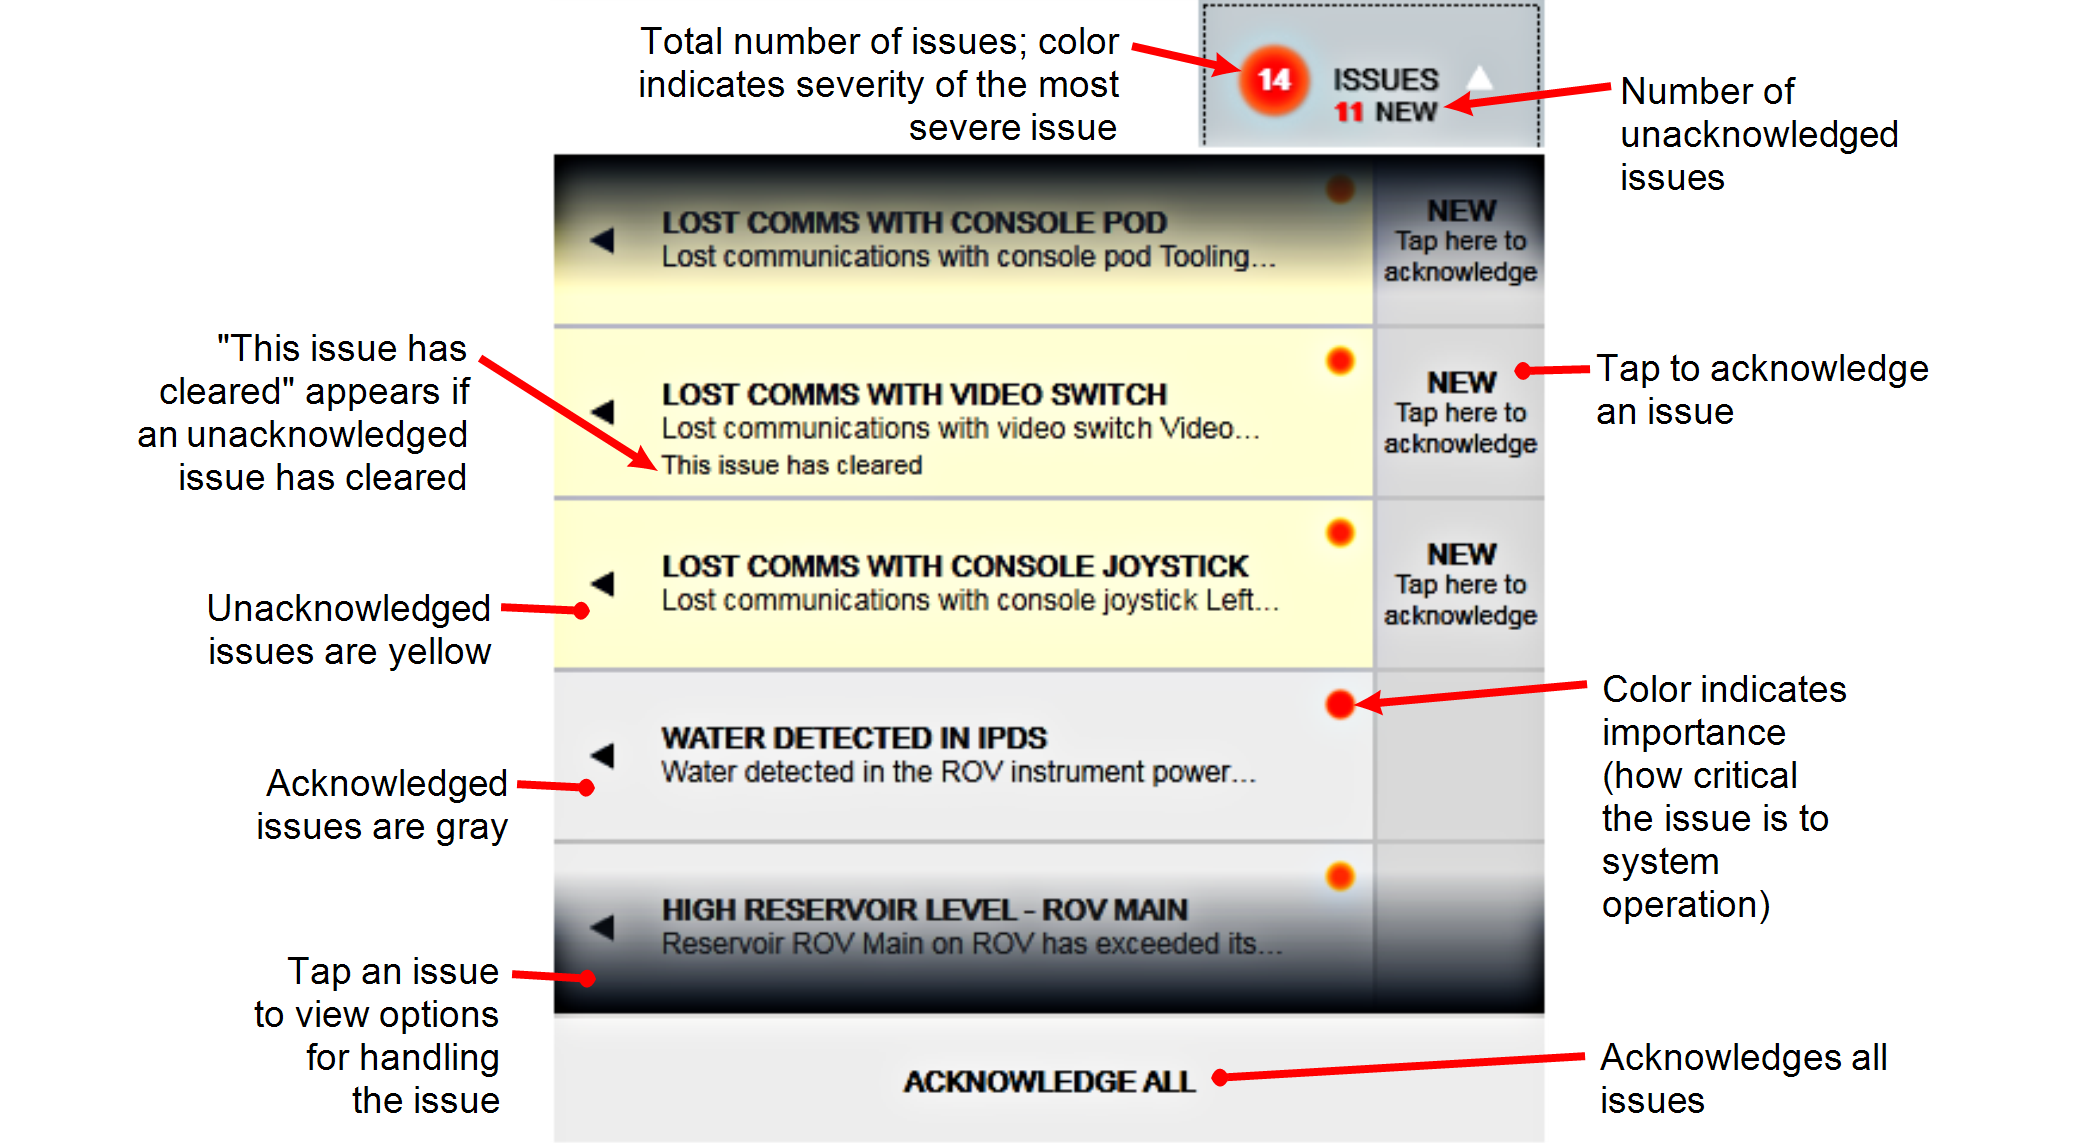 Total number of issues; color
indicates severity of the most
severe issue
14
ISSUES
11 NEW
Number of
unacknowledged
issues
LOST COMMS WITH CONSOLE POD
Lost communications with console pod Tooling...
NEW
Tap here to
acknowledge
"This issue has
cleared" appears if
an unacknowledged
issue has cleared
LOST COMMS WITH VIDEO SWITCH
Lost communications with video switch Video...
This issue has cleared
NEW
Tap here to
acknowledge
Tap to acknowledge
an issue
Unacknowledged
issues are yellow
LOST COMMS WITH CONSOLE JOYSTICK
Lost communications with console joystick Left...
NEW
Tap here to
acknowledge
Acknowledged
issues are gray
WATER DETECTED IN IPDS
Water detected in the ROV instrument power...
Color indicates
importance
(how critical
the issue is to
system
operation)
HIGH RESERVOIR LEVEL - ROV MAIN
Reservoir ROV Main on ROV has exceeded its...
Tap an issue
to view options
for handling
the issue
ACKNOWLEDGE ALL
Acknowledges all
issues